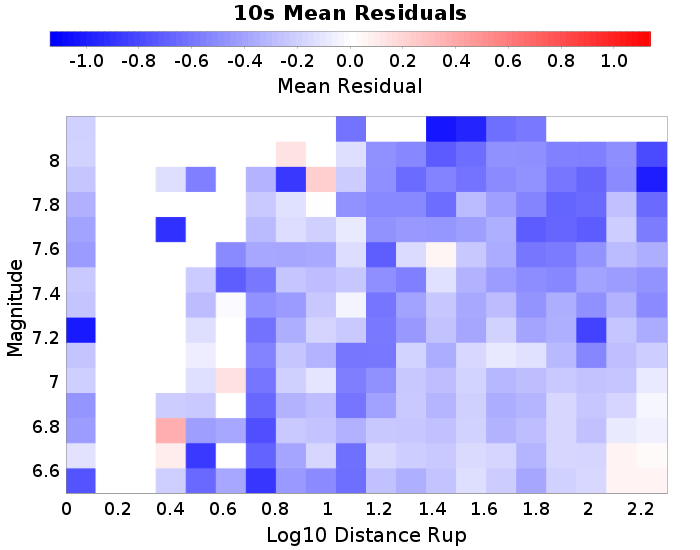 10s Mean Residuals
-1.0 -0.8 -0.6 -0.4 -0.2 0.0 0.2 0.4 0.6 0.8 1.0
Mean Residual
8
7.8
7.6
7.4
7.2
7
6.8
6.6
Magnitude
0 0.2 0.4 0.6 0.8 1 1.2 1.4 1.6 1.8 2 2.2
Log10 Distance Rup